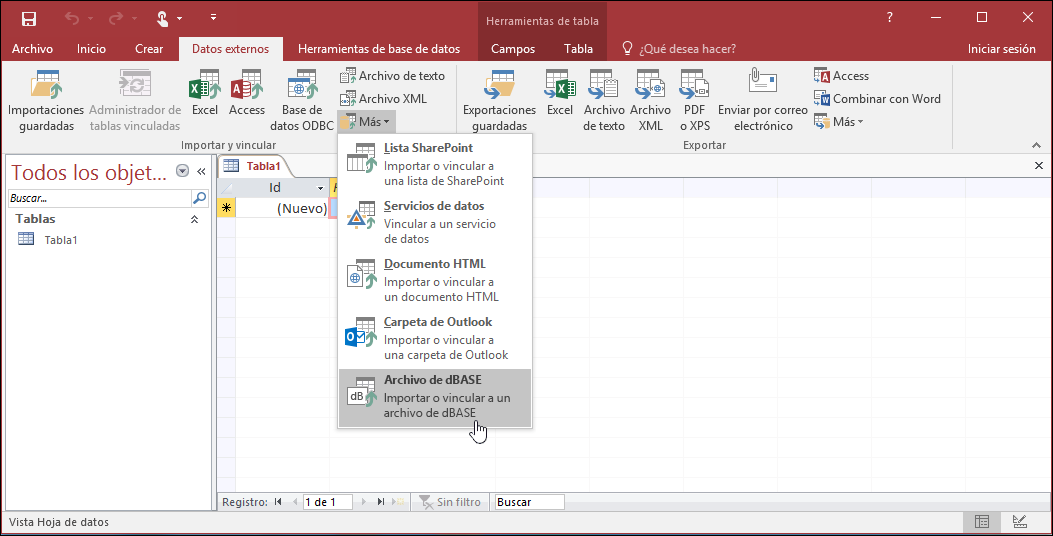 Herramientas de tabla
?
Archivo
Inicio
Crear
Datos externos
Herramientas de base de datos
Campos
Tabla
¿Qué desea hacer?
Iniciar sesión
Importaciones
guardadas
Administrador de
tablas vinculadas
Excel
Access
Base de
datos ODBC
Archivo de texto
Archivo XML
Más
Importar y vincular
Exportaciones
guardadas
Excel
Archivo
de texto
Archivo
XML
PDF
o XPS
Enviar por correo
electrónico
Access
Combinar con Word
Más
Exportar
Todos los objet...
«
Buscar...
Tablas
Tabla1
Tabla1
Id
(Nuevo)
Lista SharePoint
Importar o vincular a
una lista de SharePoint
Servicios de datos
Vincular a un servicio
de datos
Documento HTML
Importar o vincular a
un documento HTML
Carpeta de Outlook
Importar o vincular a
una carpeta de Outlook
dB
Archivo de dBASE
Importar o vincular a un
archivo de dBASE
Registro:
1 de 1
Sin filtro
Buscar
Vista Hoja de datos